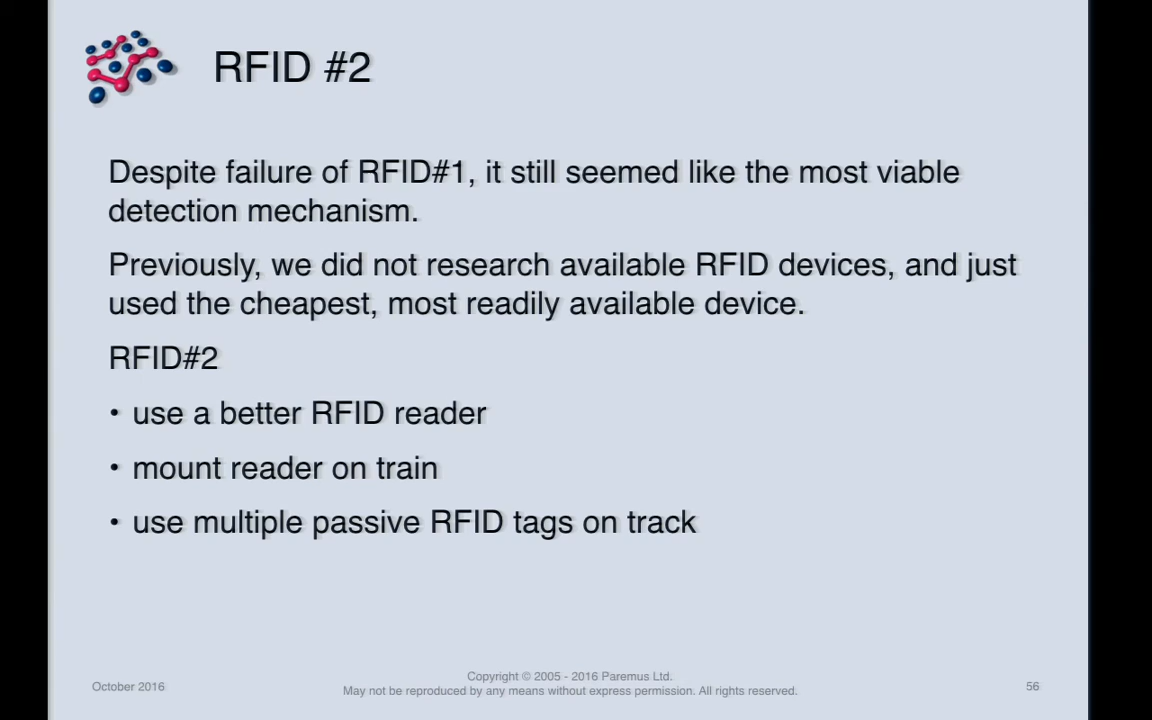 RFID #2
Despite failure of RFID#1, it still seemed like the most viable
detection mechanism.
Previously, we did not research available RFID devices, and just
used the cheapest, most readily available device.
RFID#2
• use a better RFID reader
• mount reader on train
• use multiple passive RFID tags on track
October 2016
Copyright © 2005 - 2016 Paremus Ltd.
May not be reproduced by any means without express permission. All rights reserved.
56